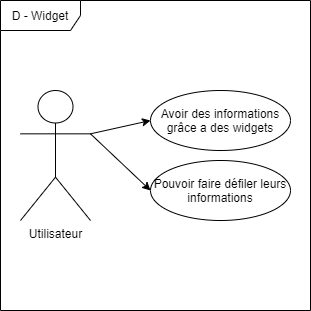 D - Widget
Avoir des informations
grâce a des widgets
Pouvoir faire défiler leurs
informations
Utilisateur